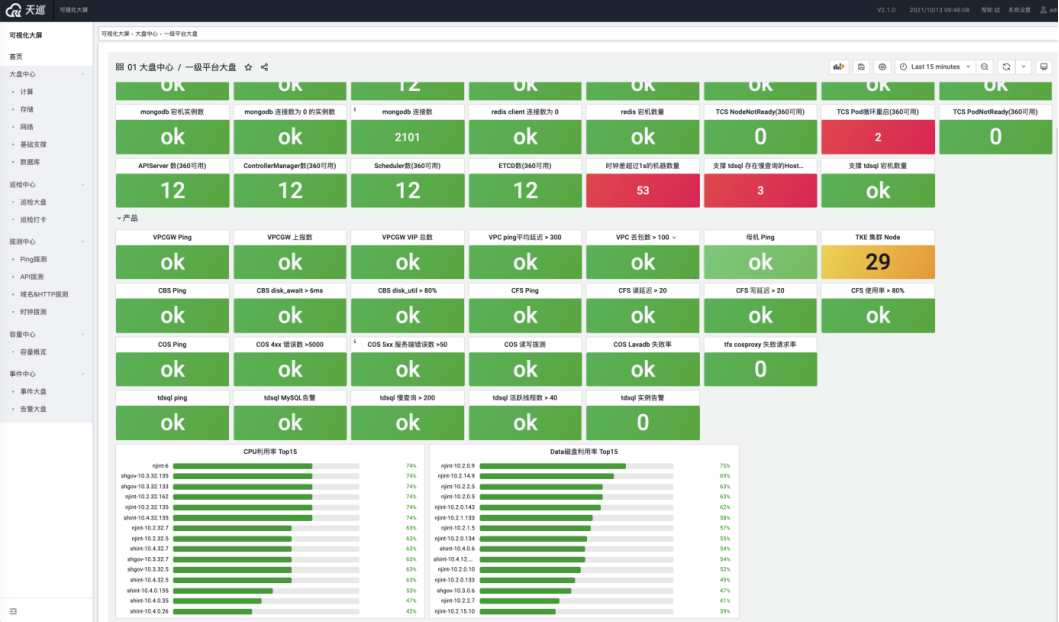 天巡 可视化大屏 V2.1.0 2021/10/13 09:46:09 帮助 系统设置
可视化大屏
可视化大屏 - 大盘中心 - 一级平台大盘
首页
大盘中心
计算
存储
网络
基础支撑
数据库
巡检中心
巡检大盘
巡检打卡
拨测中心
Ping拨测
API拨测
域名&HTTP拨测
时钟拨测
容量中心
容量概览
事件中心
事件大盘
告警大盘
01 大盘中心 / 一级平台大盘
Last 15 minutes
ok ok 12 ok ok ok ok ok
mongodb 宕机实例数 mongodb 连接数为 0 的实例数 mongodb 连接数 redis client 连接数为 0 redis 宕机数量 TCS NodeNotReady(360可用) TCS Pod循环重启(360可用) TCS PodNotReady(360可用)
ok ok 2101 ok ok 0 2 0
APIServer 数(360可用) ControllerManager数(360可用) Scheduler数(360可用) ETCD数(360可用) 时钟差超过1s的机器数量 支撑 tdsql 存在慢查询的Host... 支撑 tdsql 宕机数量
12 12 12 12 53 3 ok
产品
VPCGW Ping VPCGW 上报数 VPCGW VIP 总数 VPC ping平均延迟 > 300 VPC 丢包数 > 100 母机 Ping TKE 集群 Node
ok ok ok ok ok ok 29
CBS Ping CBS disk_await > 6ms CBS disk_util > 80% CFS Ping CFS 读延迟 > 20 CFS 写延迟 > 20 CFS 使用率 > 80%
ok ok ok ok ok ok ok
COS Ping COS 4xx 错误数 >5000 COS 5xx 服务端错误数 >50 COS 读写拨测 COS Lavadb 失败率 tfs cosproxy 失败请求率
ok ok ok ok ok 0
tdsql ping tdsql MySQL告警 tdsql 慢查询 > 200 tdsql 活跃线程数 > 40 tdsql 实例告警
ok ok ok ok 0
CPU利用率 Top15
njint-6 74%
shgov-10.3.32.135 74%
shgov-10.3.32.133 74%
njint-10.2.32.162 74%
njint-10.2.32.135 74%
shint-10.4.32.135 74%
njint-10.2.32.7 63%
njint-10.2.32.5 63%
shint-10.4.32.7 63%
shgov-10.3.32.7 63%
shgov-10.3.32.5 63%
shint-10.4.32.5 63%
shint-10.4.0.155 53%
shint-10.4.0.35 47%
shint-10.4.0.26 42%
Data磁盘利用率 Top15
njint-10.2.0.9 75%
njint-10.2.14.9 69%
njint-10.2.2.5 63%
njint-10.2.0.5 63%
njint-10.2.0.143 62%
njint-10.2.1.133 58%
njint-10.2.1.5 57%
njint-10.2.0.134 55%
shint-10.4.0.6 54%
shint-10.4.12.... 54%
njint-10.2.0.10 52%
njint-10.2.0.133 49%
shgov-10.3.0.6 47%
njint-10.2.2.7 41%
njint-10.2.15.10 39%